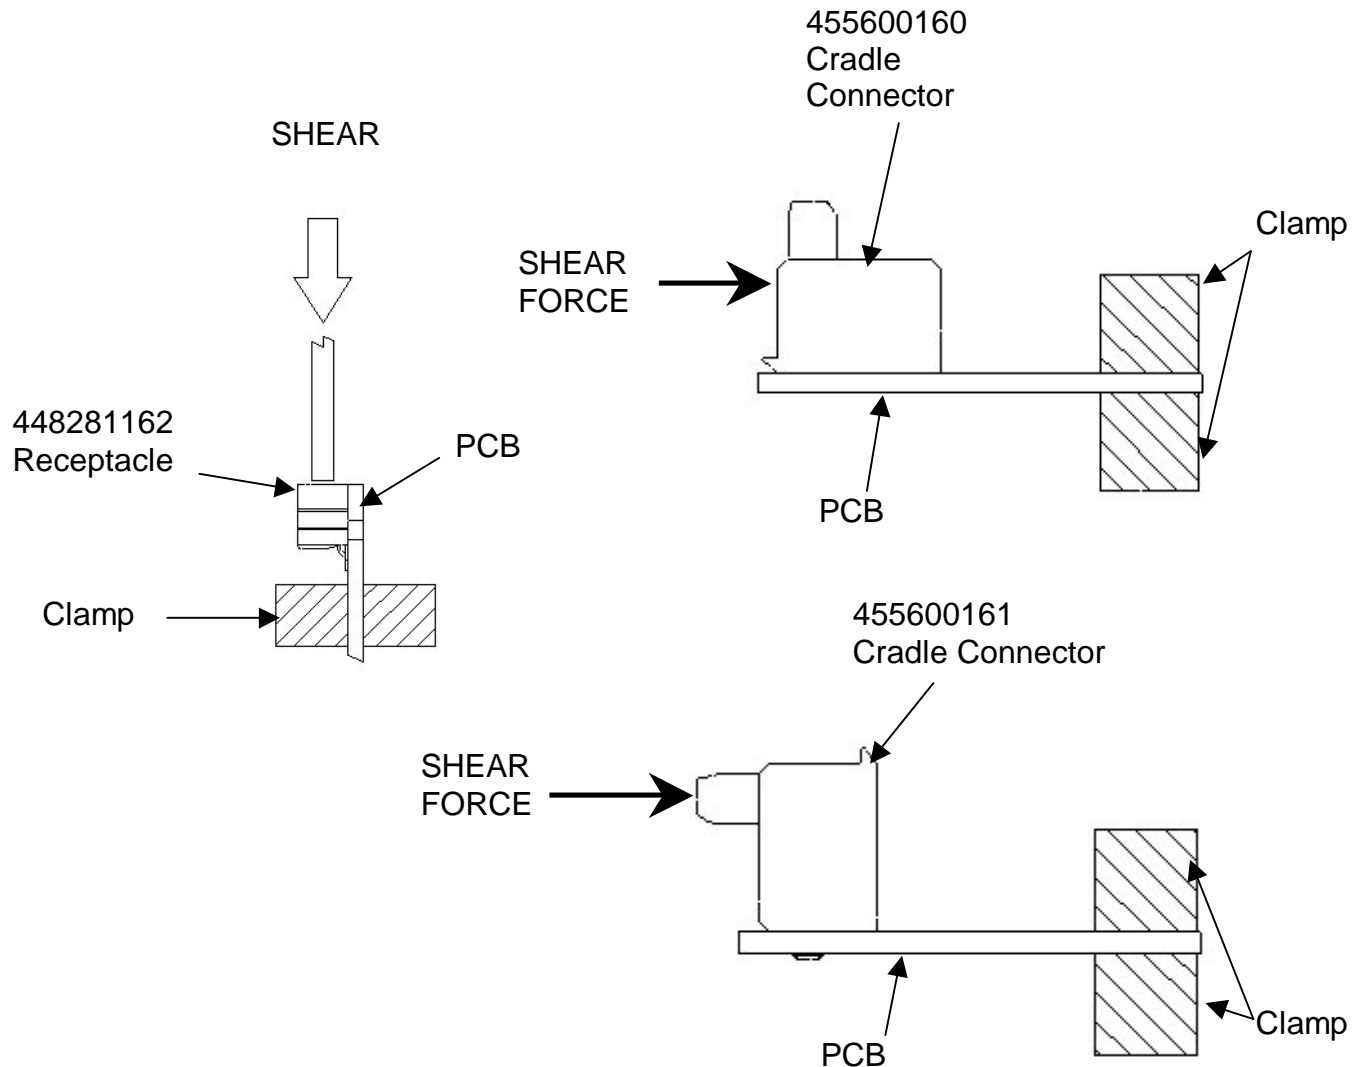 455600160
Cradle
Connector
SHEAR
Clamp
SHEAR
FORCE
448281162
Receptacle
PCB
PCB
Clamp
455600161
Cradle Connector
SHEAR
FORCE
Clamp
PCB